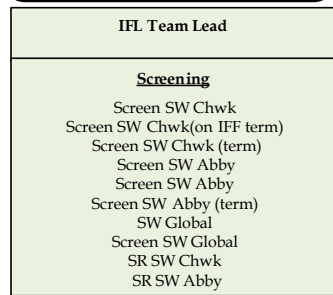 IFL Team Lead
Screening
Screen SW Chwk
Screen SW Chwk(on IFF term)
Screen SW Chwk (term)
Screen SW Abby
Screen SW Abby
Screen SW Abby (term)
SW Global
Screen SW Global
SR SW Chwk
SR SW Abby